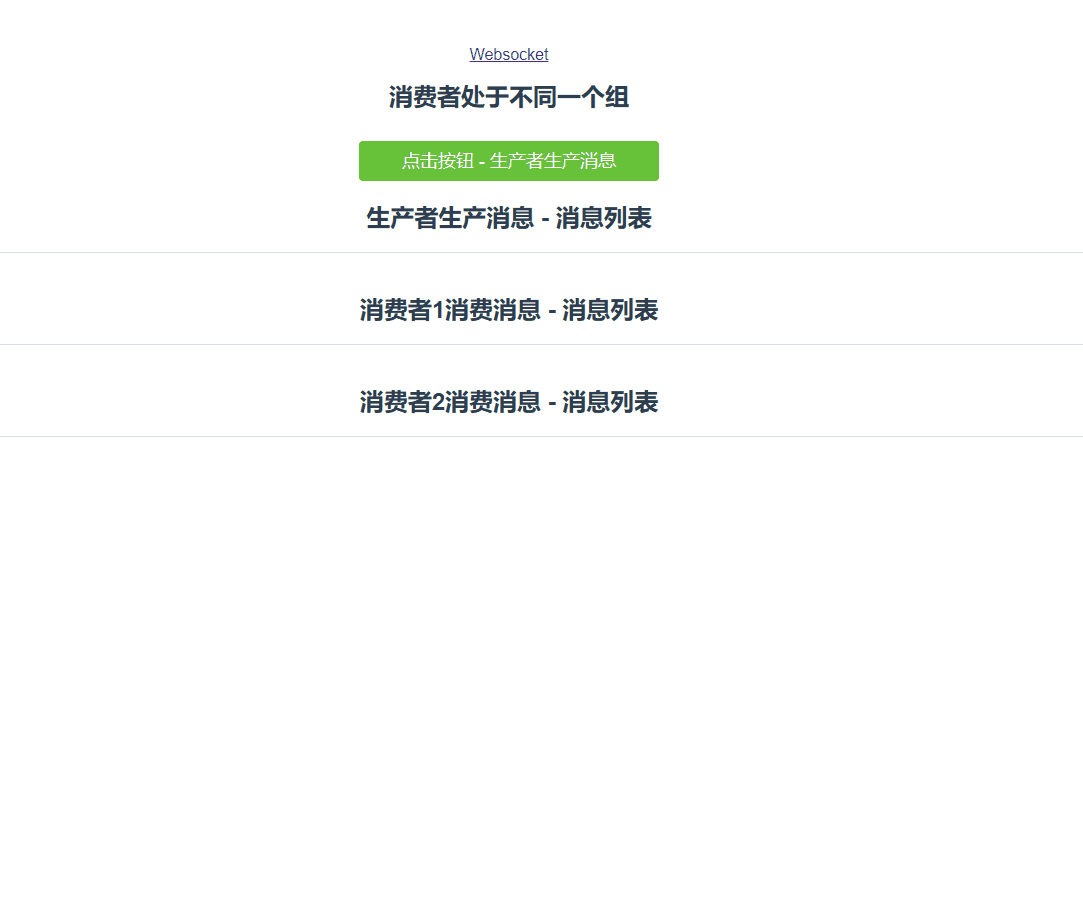 Websocket
消费者处于不同一个组
点击按钮 - 生产者生产消息
生产者生产消息 - 消息列表
消费者1消费消息 - 消息列表
消费者2消费消息 - 消息列表